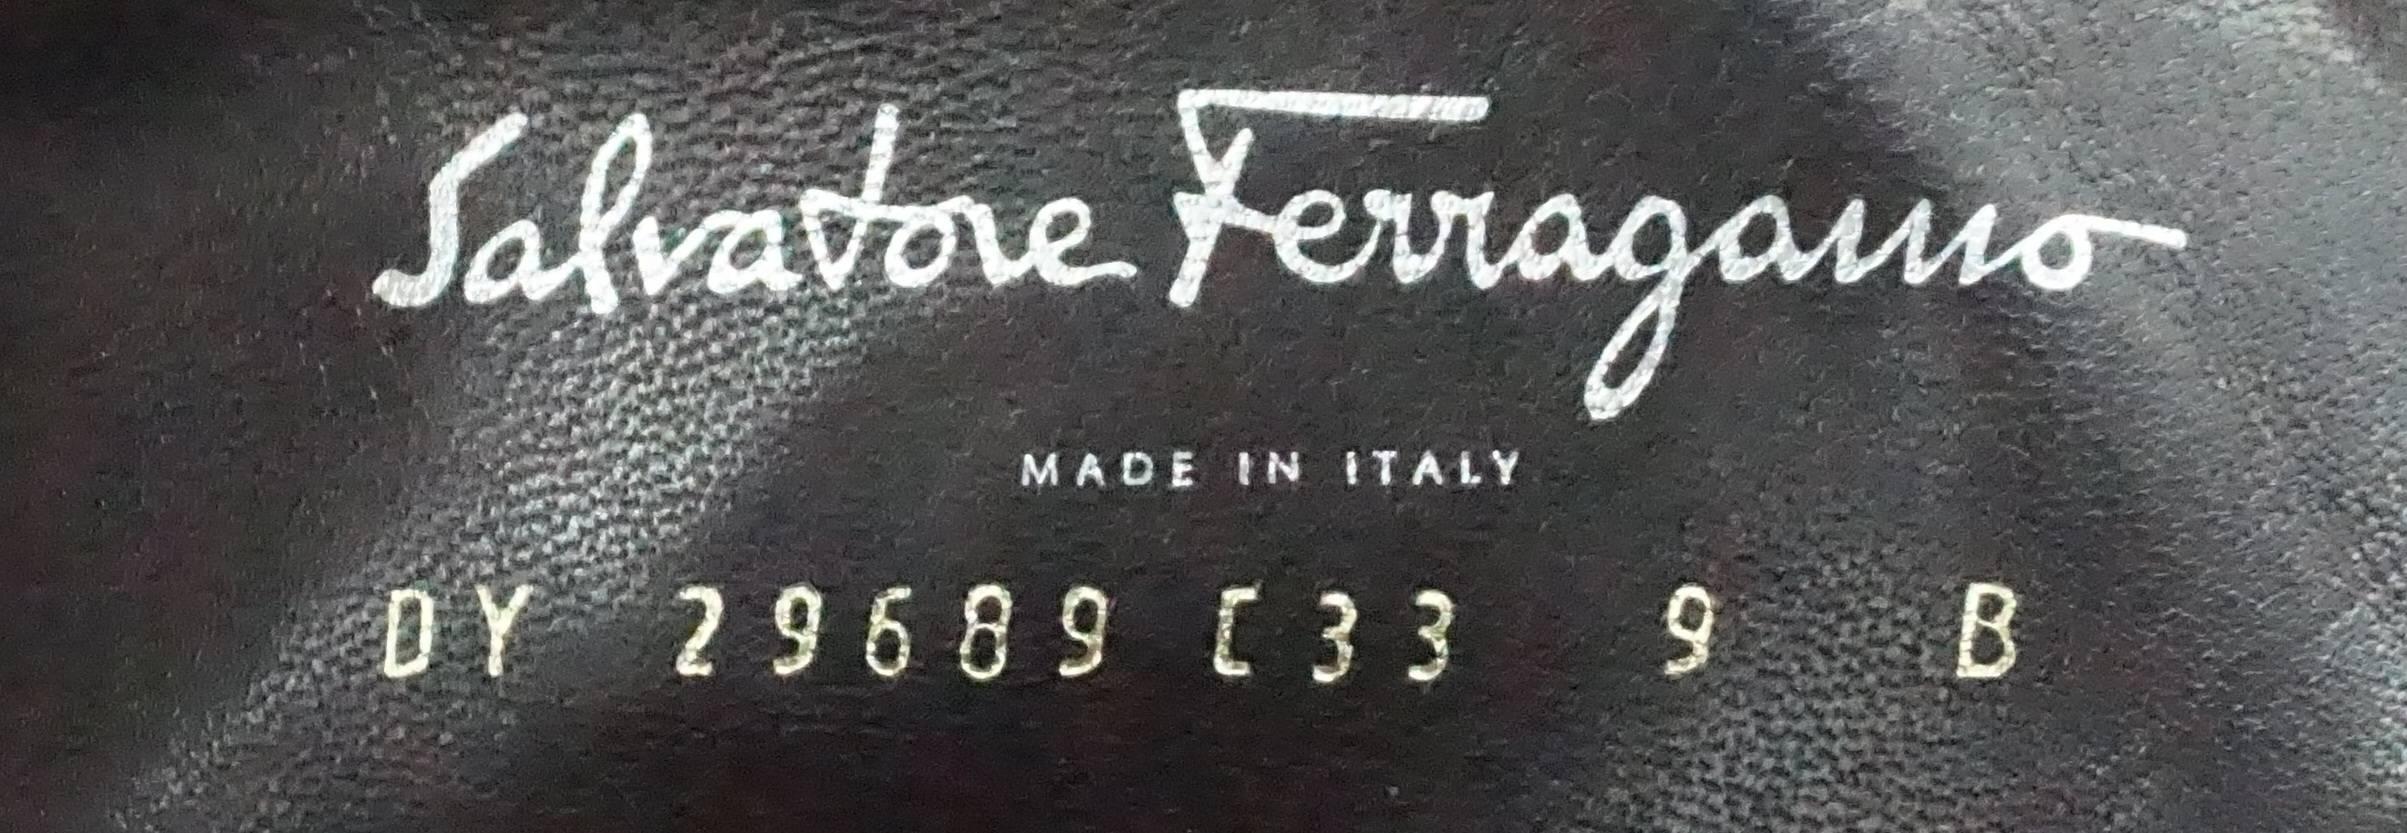 Salvatore Ferragamo
MADE IN ITALY
DY 29689 C33 9 B